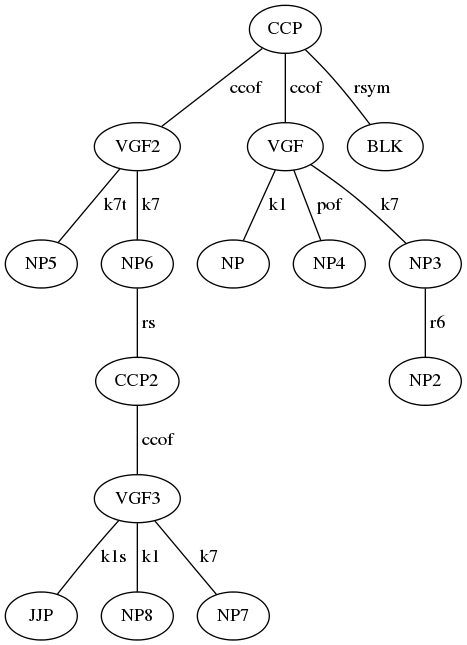 CCP
ccof ccof rsym
VGF2 VGF BLK
k7t k7 k1 pof k7
NP5 NP6 NP NP4 NP3
rs r6
CCP2 NP2
ccof
VGF3
k1s k1 k7
JJP NP8 NP7